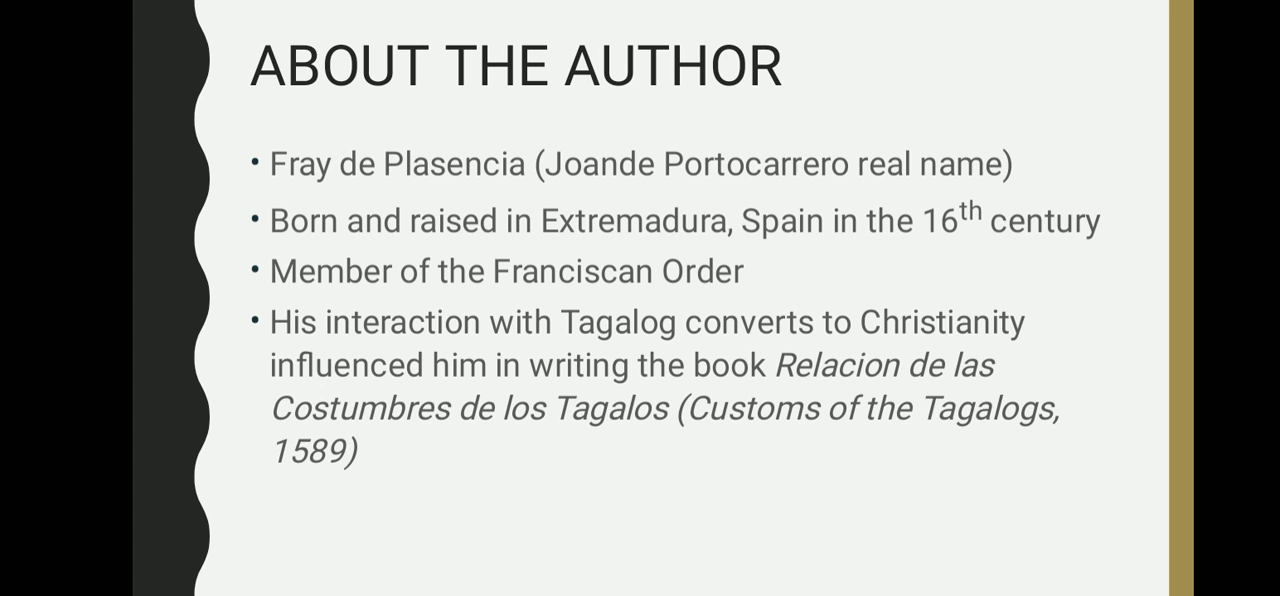 ABOUT THE AUTHOR
• Fray de Plasencia (Joande Portocarrero real name)
• Born and raised in Extremadura, Spain in the 16th century
• Member of the Franciscan Order
• His interaction with Tagalog converts to Christianity
influenced him in writing the book Relacion de las
Costumbres de los Tagalos (Customs of the Tagalogs,
1589)